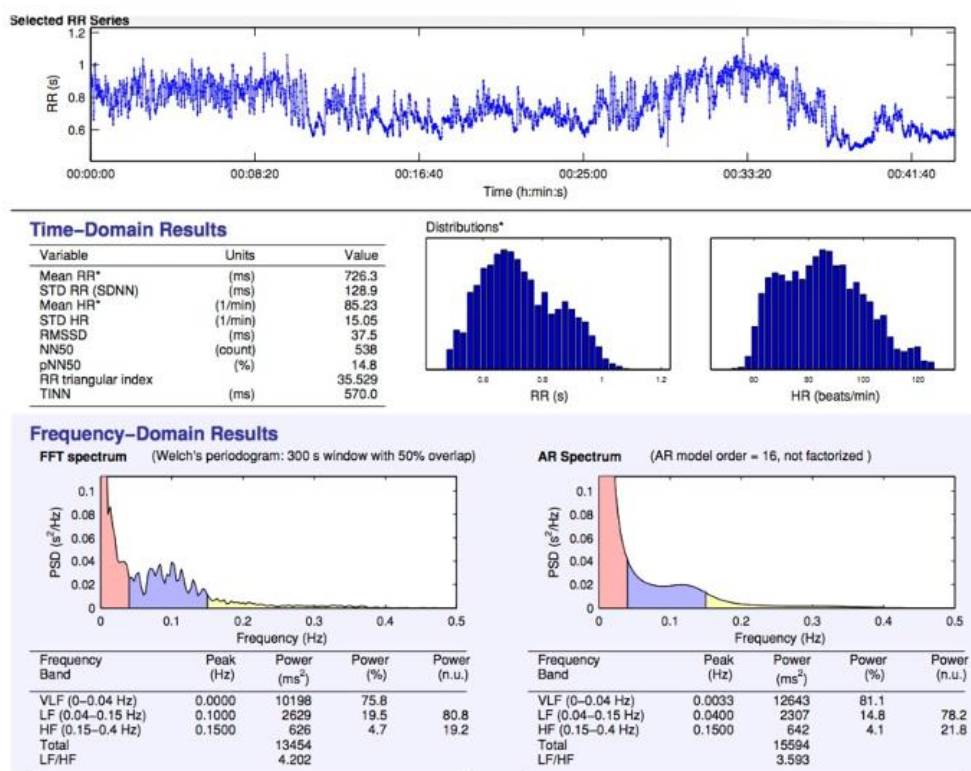 Selected RR Series
1.2
1
0.8
0.6
RR (s)
00:00:00 00:08:20 00:16:40 00:25:00 00:33:20 00:41:40
Time (h:min:s)
Time-Domain Results
Variable Units Value
Mean RR* (ms) 726.3
STD RR (SDNN) (ms) 128.9
Mean HR* (1/min) 85.23
STD HR (1/min) 15.05
RMSSD (ms) 37.5
NN50 (count) 538
pNN50 (%) 14.8
RR triangular index 35.529
TINN (ms) 570.0
Distributions*
0.6 0.8 1 1.2
RR (s)
60 80 100 120
HR (beats/min)
Frequency-Domain Results
FFT spectrum (Welch's periodogram: 300 s window with 50% overlap)
0.1
0.08
0.06
0.04
0.02
0
PSD (s²/Hz)
0 0.1 0.2 0.3 0.4 0.5
Frequency (Hz)
Frequency Peak Power Power Power
Band (Hz) (ms²) (%) (n.u.)
VLF (0-0.04 Hz) 0.0000 10198 75.8
LF (0.04-0.15 Hz) 0.1000 2629 19.5 80.8
HF (0.15-0.4 Hz) 0.1500 626 4.7 19.2
Total 13454
LF/HF 4.202
AR Spectrum (AR model order = 16, not factorized )
0.1
0.08
0.06
0.04
0.02
0
PSD (s²/Hz)
0 0.1 0.2 0.3 0.4 0.5
Frequency (Hz)
Frequency Peak Power Power Power
Band (Hz) (ms²) (%) (n.u.)
VLF (0-0.04 Hz) 0.0033 12643 81.1
LF (0.04-0.15 Hz) 0.0400 2307 14.8 78.2
HF (0.15-0.4 Hz) 0.1500 642 4.1 21.8
Total 15594
LF/HF 3.593